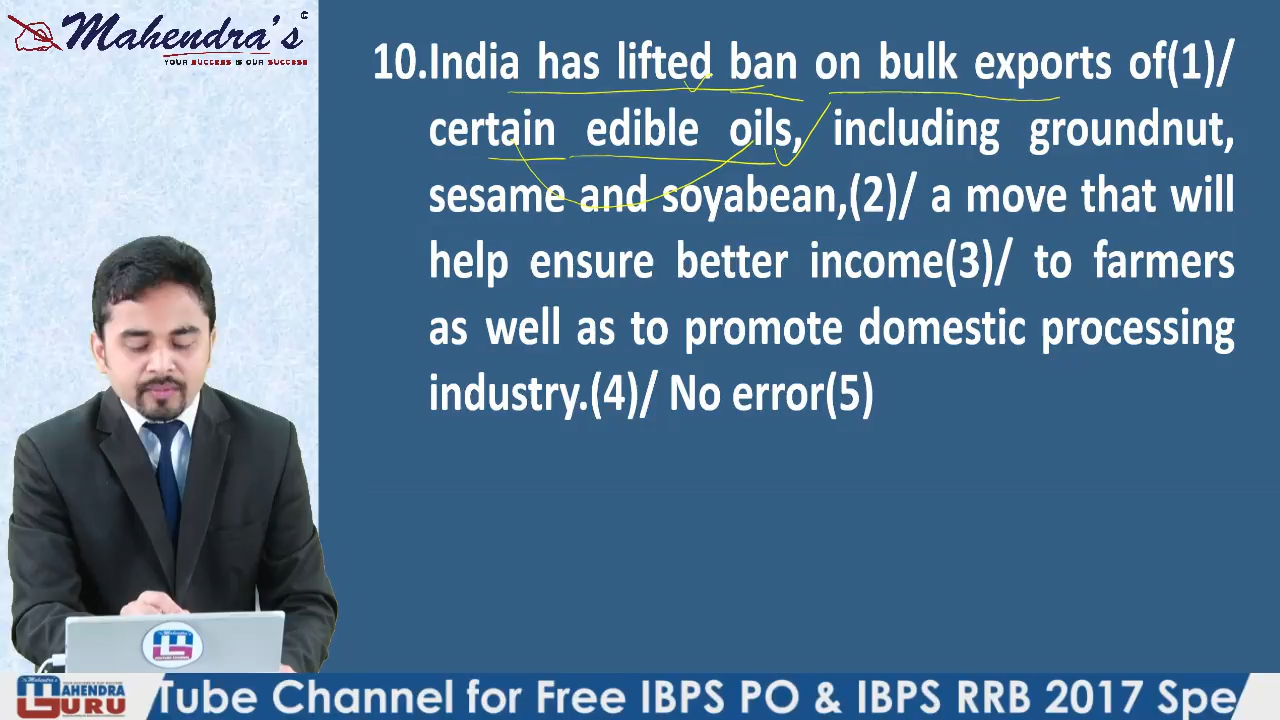 Mahendra's
YOUR SUCCESS IS OUR SUCCESS
10.India has lifted ban on bulk exports of(1)/
certain edible oils, including groundnut,
sesame and soyabean,(2)/ a move that will
help ensure better income(3)/ to farmers
as well as to promote domestic processing
industry.(4)/ No error(5)
MAHENDRA
GURU
Tube Channel for Free IBPS PO & IBPS RRB 2017 Spe